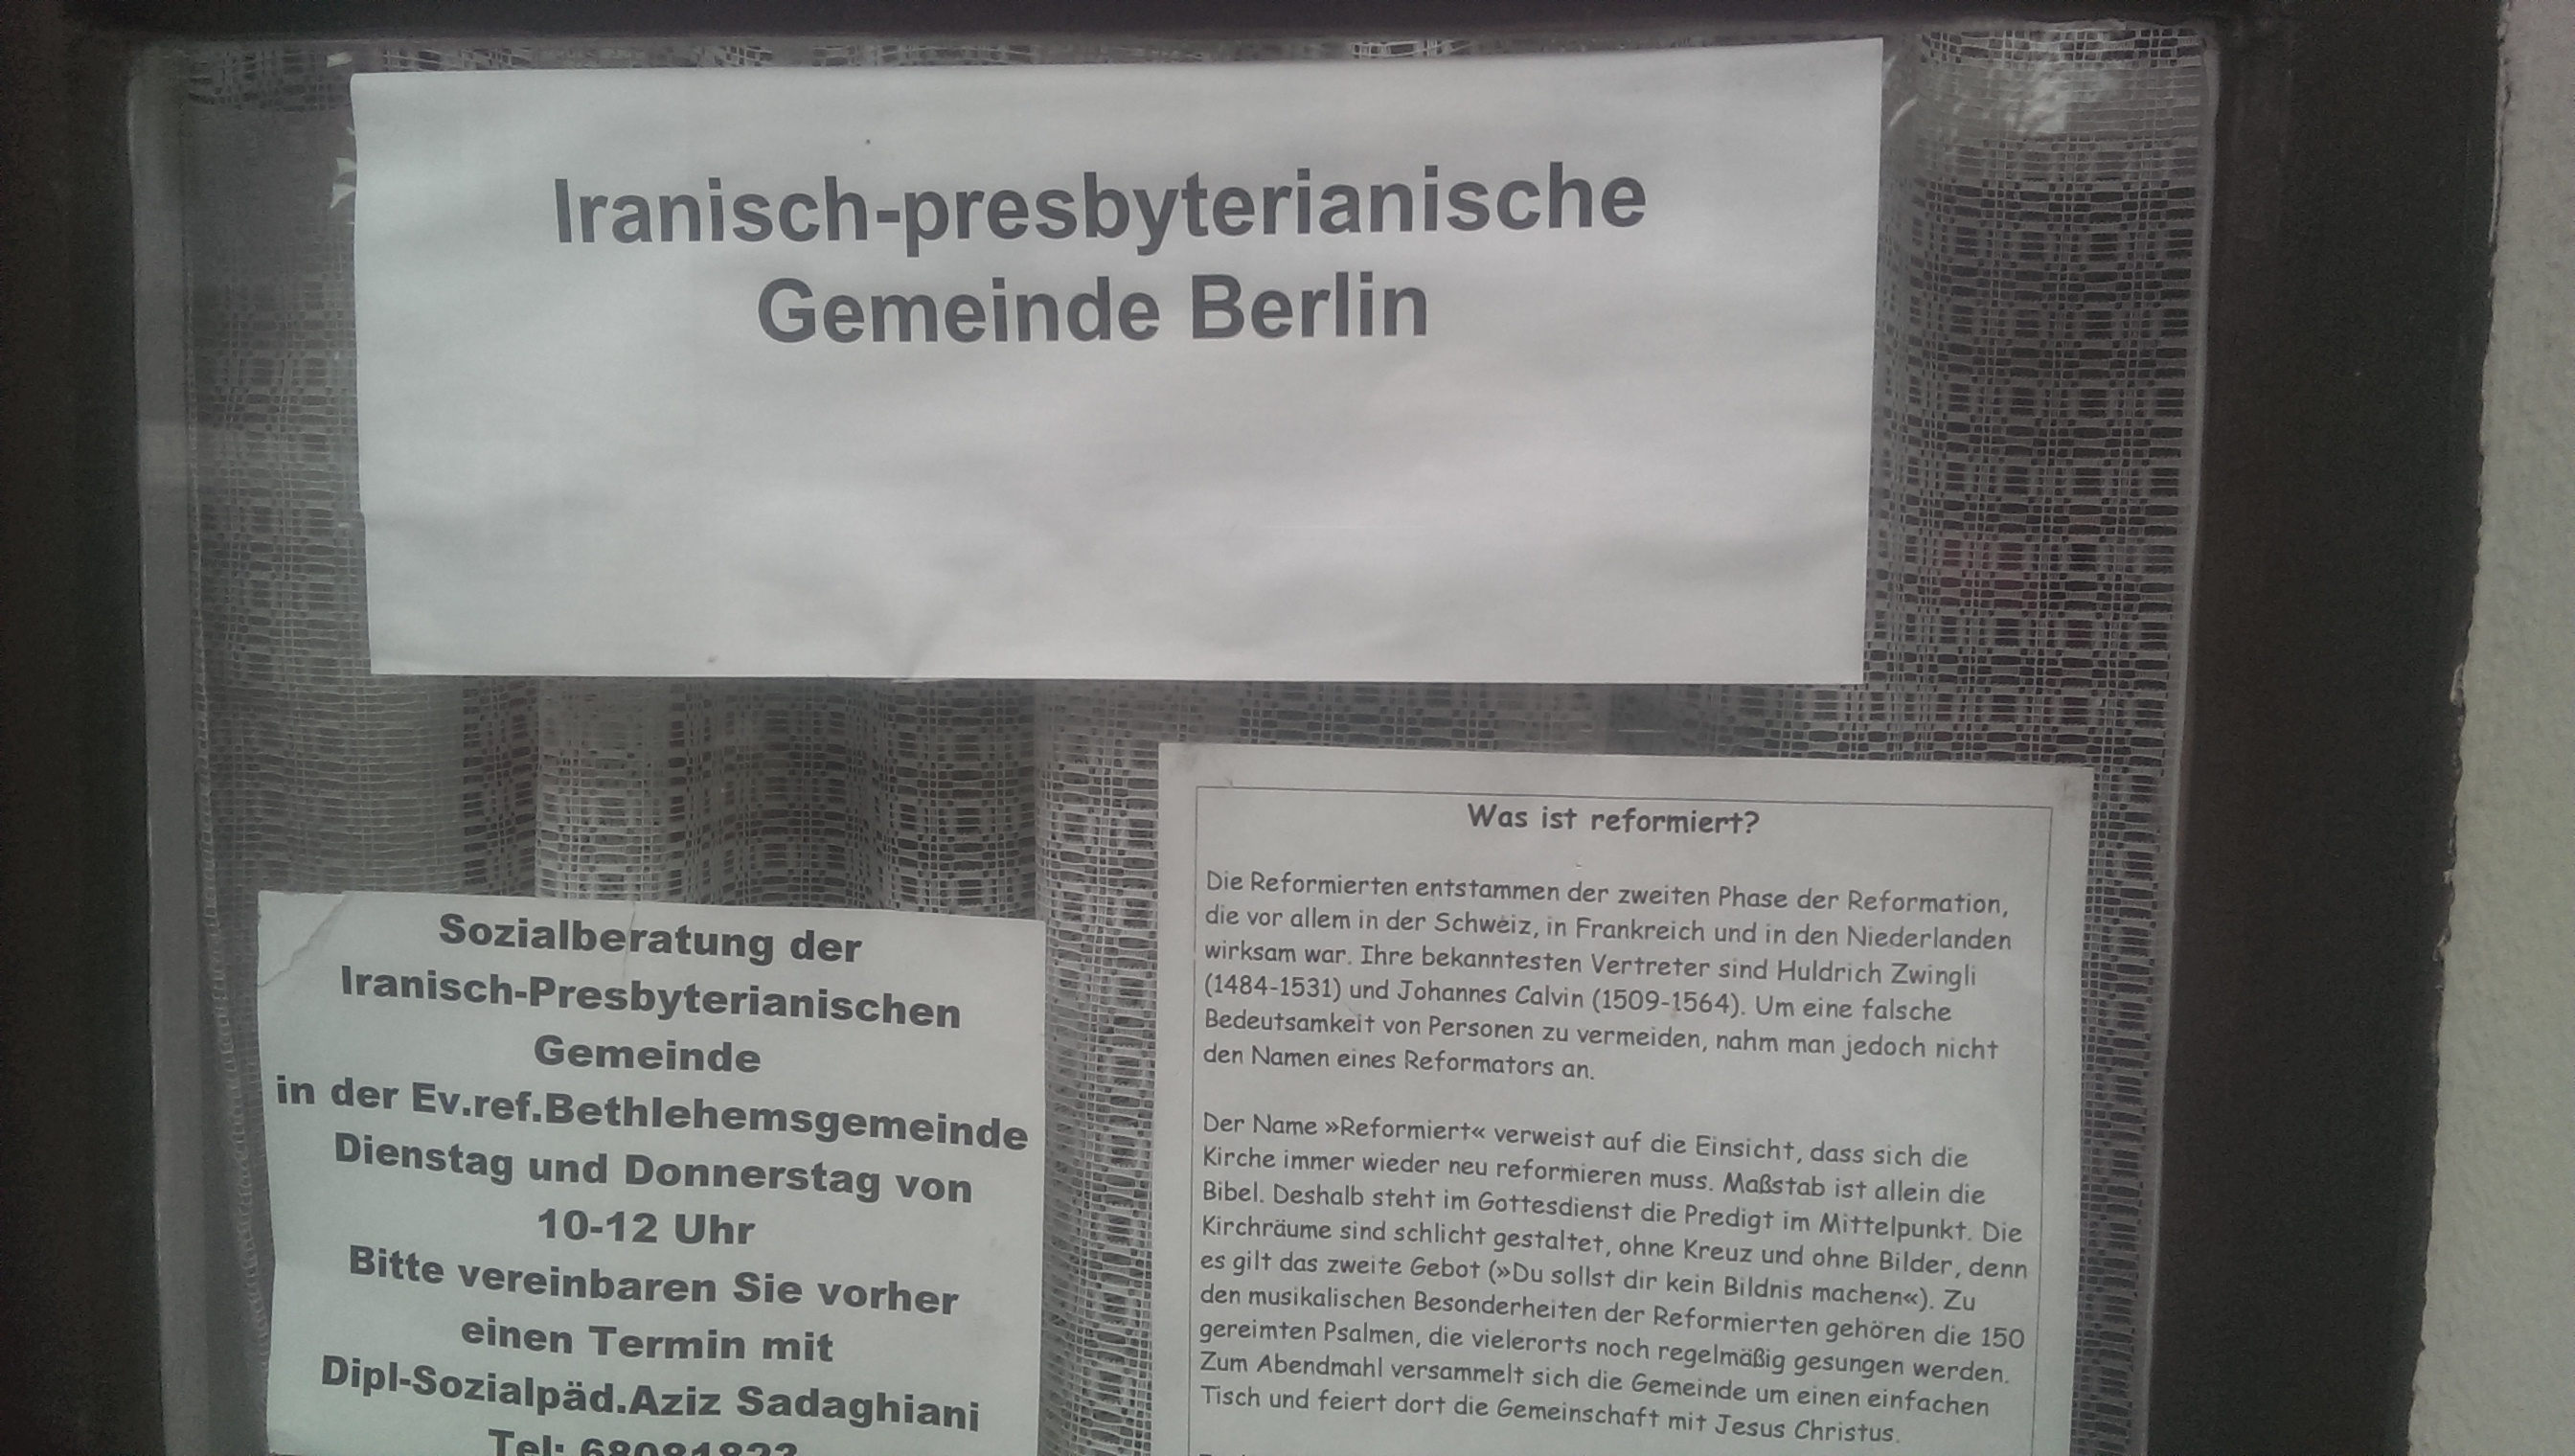 Iranisch-presbyterianische
Gemeinde Berlin
Sozialberatung der
Iranisch-Presbyterianischen
Gemeinde
in der Ev.ref.Bethlehemsgemeinde
Dienstag und Donnerstag von
10-12 Uhr
Bitte vereinbaren Sie vorher
einen Termin mit
Dipl-Sozialpäd.Aziz Sadaghiani
Tel:
Was ist reformiert?
Die Reformierten entstammen der zweiten Phase der Reformation,
die vor allem in der Schweiz, in Frankreich und in den Niederlanden
wirksam war. Ihre bekanntesten Vertreter sind Huldrich Zwingli
(1484-1531) und Johannes Calvin (1509-1564). Um eine falsche
Bedeutsamkeit von Personen zu vermeiden, nahm man jedoch nicht
den Namen eines Reformators an.
Der Name »Reformiert« verweist auf die Einsicht, dass sich die
Kirche immer wieder neu reformieren muss. Maßstab ist allein die
Bibel. Deshalb steht im Gottesdienst die Predigt im Mittelpunkt. Die
Kirchräume sind schlicht gestaltet, ohne Kreuz und ohne Bilder, denn
es gilt das zweite Gebot (»Du sollst dir kein Bildnis machen«). Zu
den musikalischen Besonderheiten der Reformierten gehören die 150
gereimten Psalmen, die vielerorts noch regelmäßig gesungen werden.
Zum Abendmahl versammelt sich die Gemeinde um einen einfachen
Tisch und feiert dort die Gemeinschaft mit Jesus Christus.